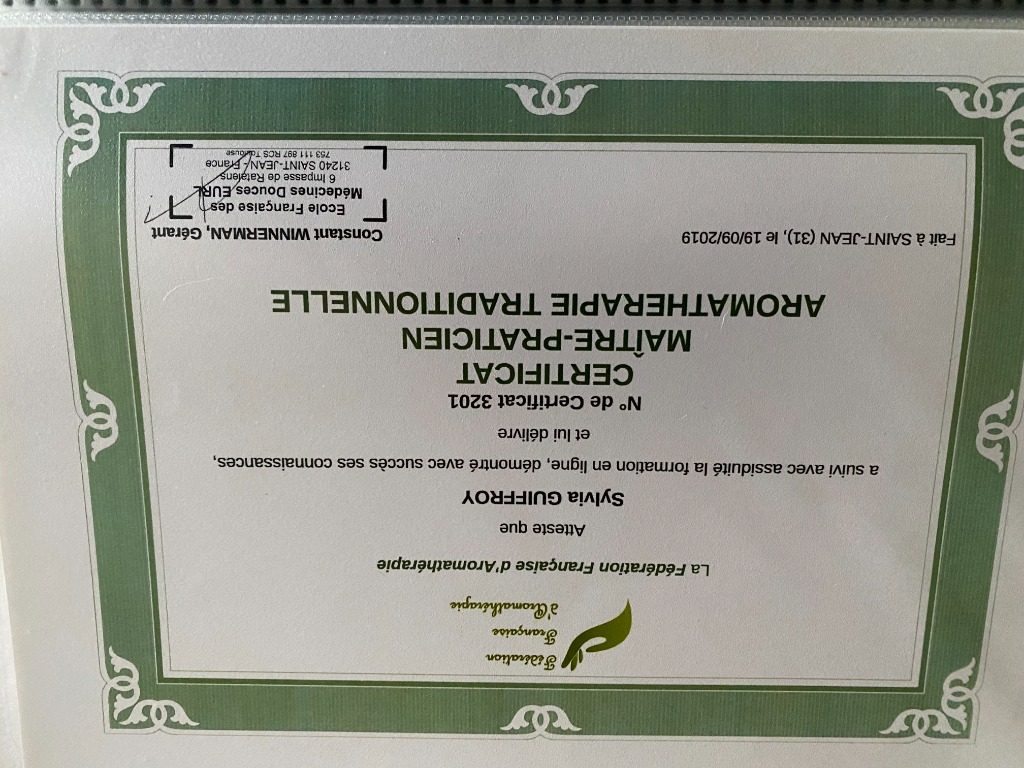 Fédération
Française
d'Aromathérapie
La Fédération Française d'Aromathérapie
Atteste que
Sylvia GUIFFROY
a suivi avec assiduité la formation en ligne, démontré avec succès ses connaissances,
et lui délivre
N° de Certificat 3201
CERTIFICAT
MAÎTRE-PRATICIEN
AROMATHERAPIE TRADITIONNELLE
Fait à SAINT-JEAN (31), le 19/09/2019
Constant WINNERMAN, Gérant
Ecole Française des
Médecines Douces EURL
6 Impasse de Ratalens
31240 SAINT-JEAN - France
753 111 897 RCS Toulouse